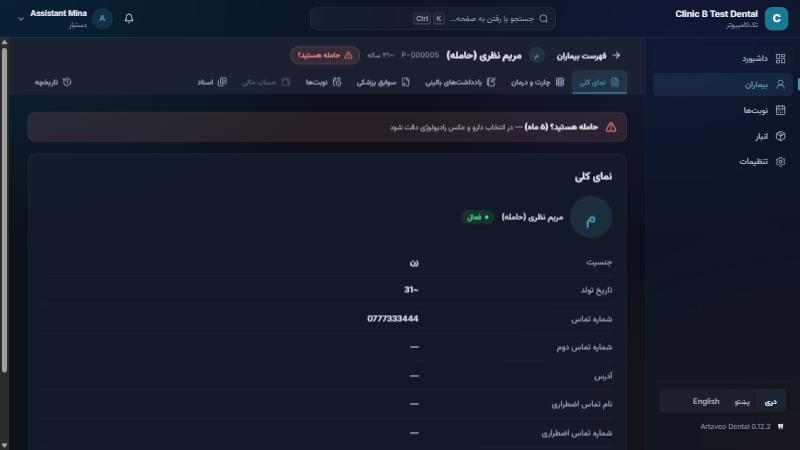 Clinic B Test Dental
تک‌کامپیوتر
جستجو یا رفتن به صفحه... Ctrl K
Assistant Mina
دستیار
A
C
داشبورد
بیماران
نوبت‌ها
انبار
تنظیمات
دری پښتو English
Artaveo Dental 0.12.2
فهرست بیماران م مریم نظری (حامله) P-000005 ~۳۱ ساله حامله هستید؟
نمای کلی چارت و درمان یادداشت‌های بالینی سوابق پزشکی نوبت‌ها حساب مالی اسناد تاریخچه
حامله هستید؟ (۵ ماه) — در انتخاب دارو و عکس رادیولوژی دقت شود
نمای کلی
م مریم نظری (حامله) فعال
جنسیت زن
تاریخ تولد ~31
شماره تماس 0777333444
شماره تماس دوم —
آدرس —
نام تماس اضطراری —
شماره تماس اضطراری —